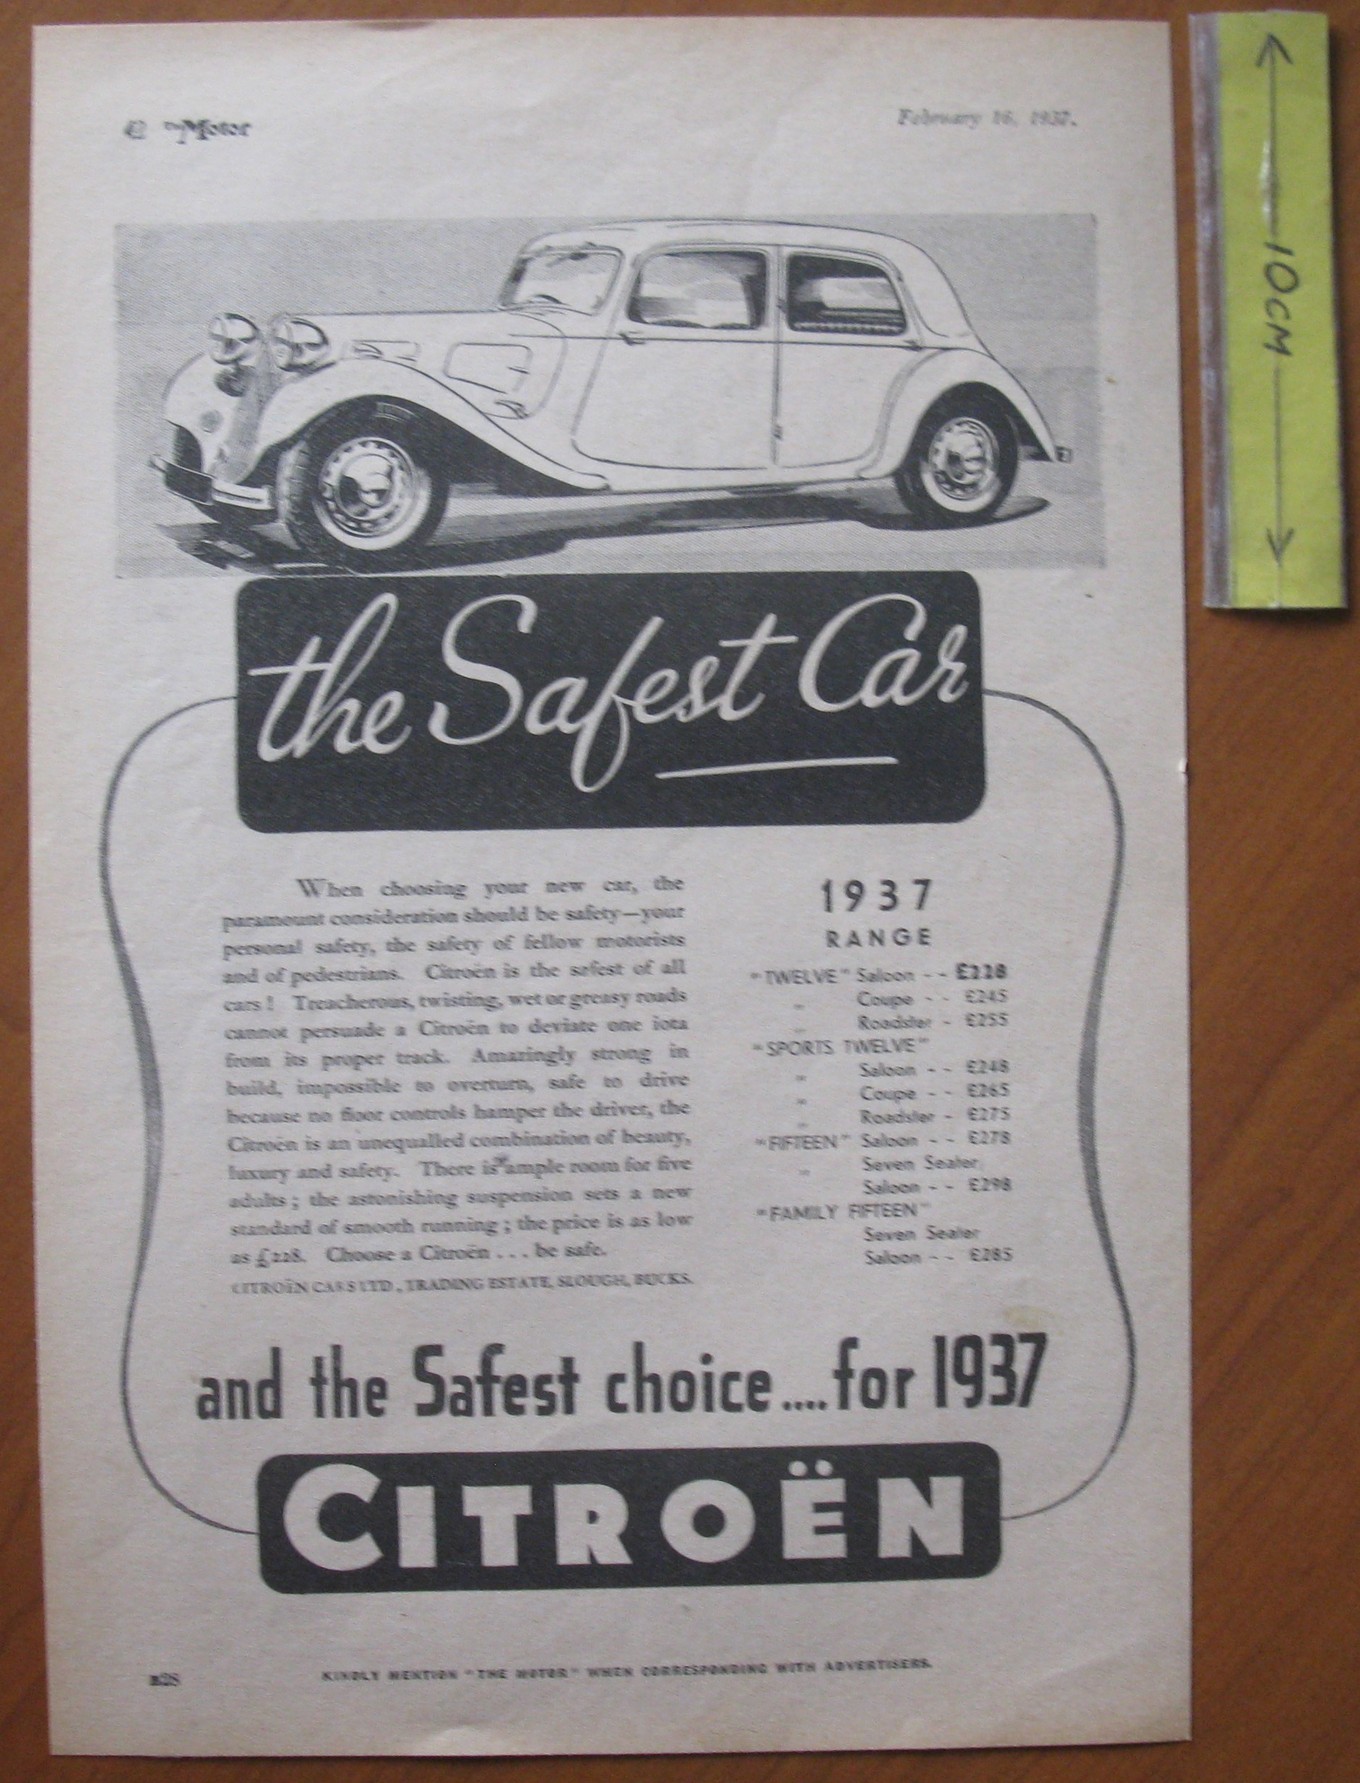 42 The Motor
February 16, 1937.
the Safest Car
When choosing your new car, the
paramount consideration should be safety—your
personal safety, the safety of fellow motorists
and of pedestrians. Citroën is the safest of all
cars! Treacherous, twisting, wet or greasy roads
cannot persuade a Citroën to deviate one iota
from its proper track. Amazingly strong in
build, impossible to overturn, safe to drive
because no floor controls hamper the driver, the
Citroën is an unequalled combination of beauty,
luxury and safety. There is ample room for five
adults; the astonishing suspension sets a new
standard of smooth running; the price is as low
as £228. Choose a Citroën ... be safe.
CITROËN CARS LTD., TRADING ESTATE, SLOUGH, BUCKS.
1937
RANGE
"TWELVE" Saloon - - £228
" Coupe - - £245
" Roadster - £255
"SPORTS TWELVE"
" Saloon - - £248
" Coupe - - £265
" Roadster - £275
"FIFTEEN" Saloon - - £278
" Seven Seater
Saloon - - £298
"FAMILY FIFTEEN"
Seven Seater
Saloon - - £285
and the Safest choice....for 1937
CITROËN
B28
KINDLY MENTION "THE MOTOR" WHEN CORRESPONDING WITH ADVERTISERS.
10CM